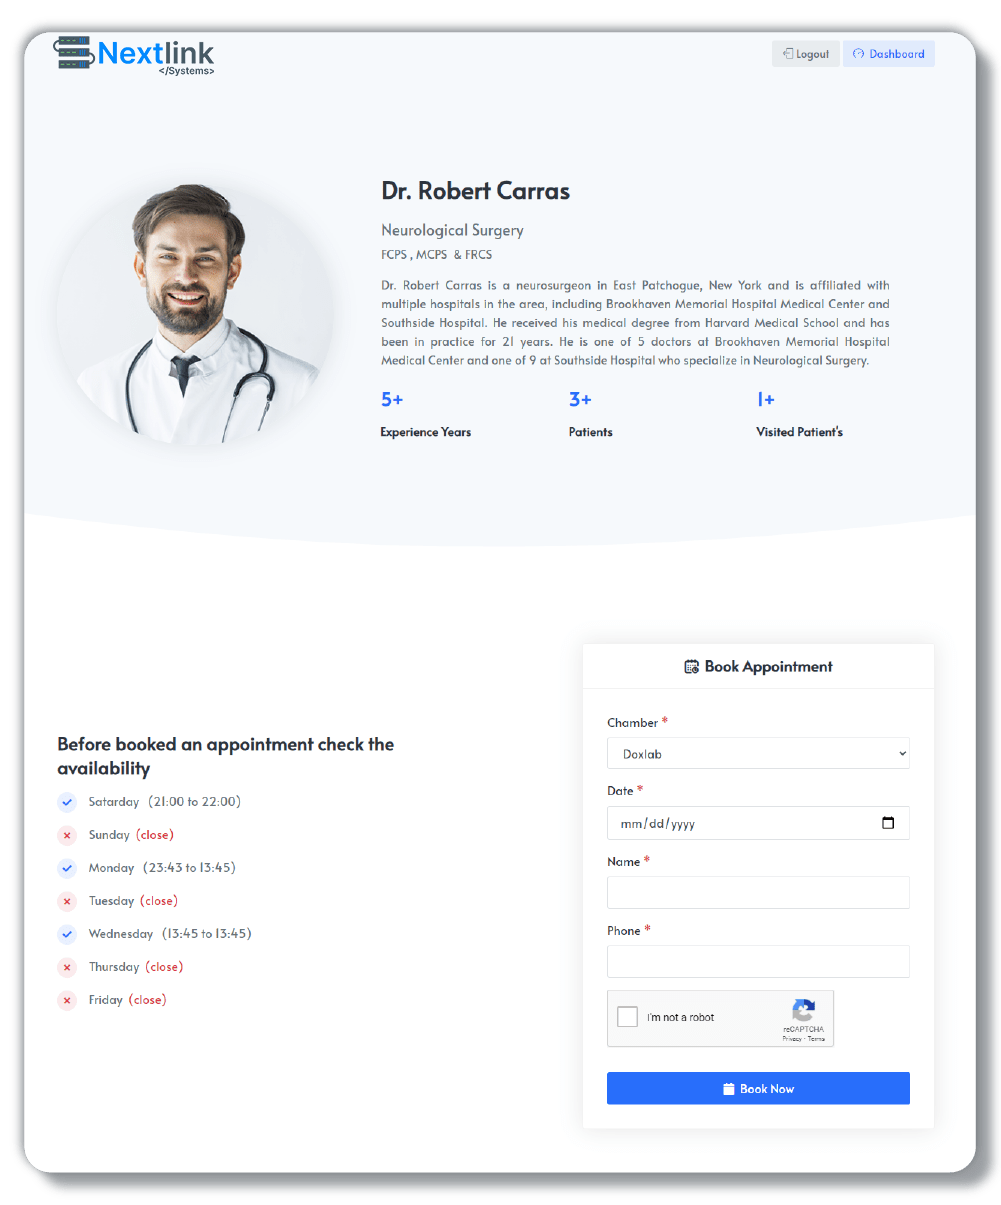 Nextlink
</Systems>
Logout
Dashboard
Dr. Robert Carras
Neurological Surgery
FCPS , MCPS & FRCS
Dr. Robert Carras is a neurosurgeon in East Patchogue, New York and is affiliated with
multiple hospitals in the area, including Brookhaven Memorial Hospital Medical Center and
Southside Hospital. He received his medical degree from Harvard Medical School and has
been in practice for 21 years. He is one of 5 doctors at Brookhaven Memorial Hospital
Medical Center and one of 9 at Southside Hospital who specialize in Neurological Surgery.
5+
Experience Years
3+
Patients
1+
Visited Patient's
Before booked an appointment check the
availability
Satarday (21:00 to 22:00)
Sunday (close)
Monday (23:43 to 13:45)
Tuesday (close)
Wednesday (13:45 to 13:45)
Thursday (close)
Friday (close)
Book Appointment
Chamber *
Doxlab
Date *
mm/dd/yyyy
Name *
Phone *
I'm not a robot
reCAPTCHA
Privacy - Terms
Book Now